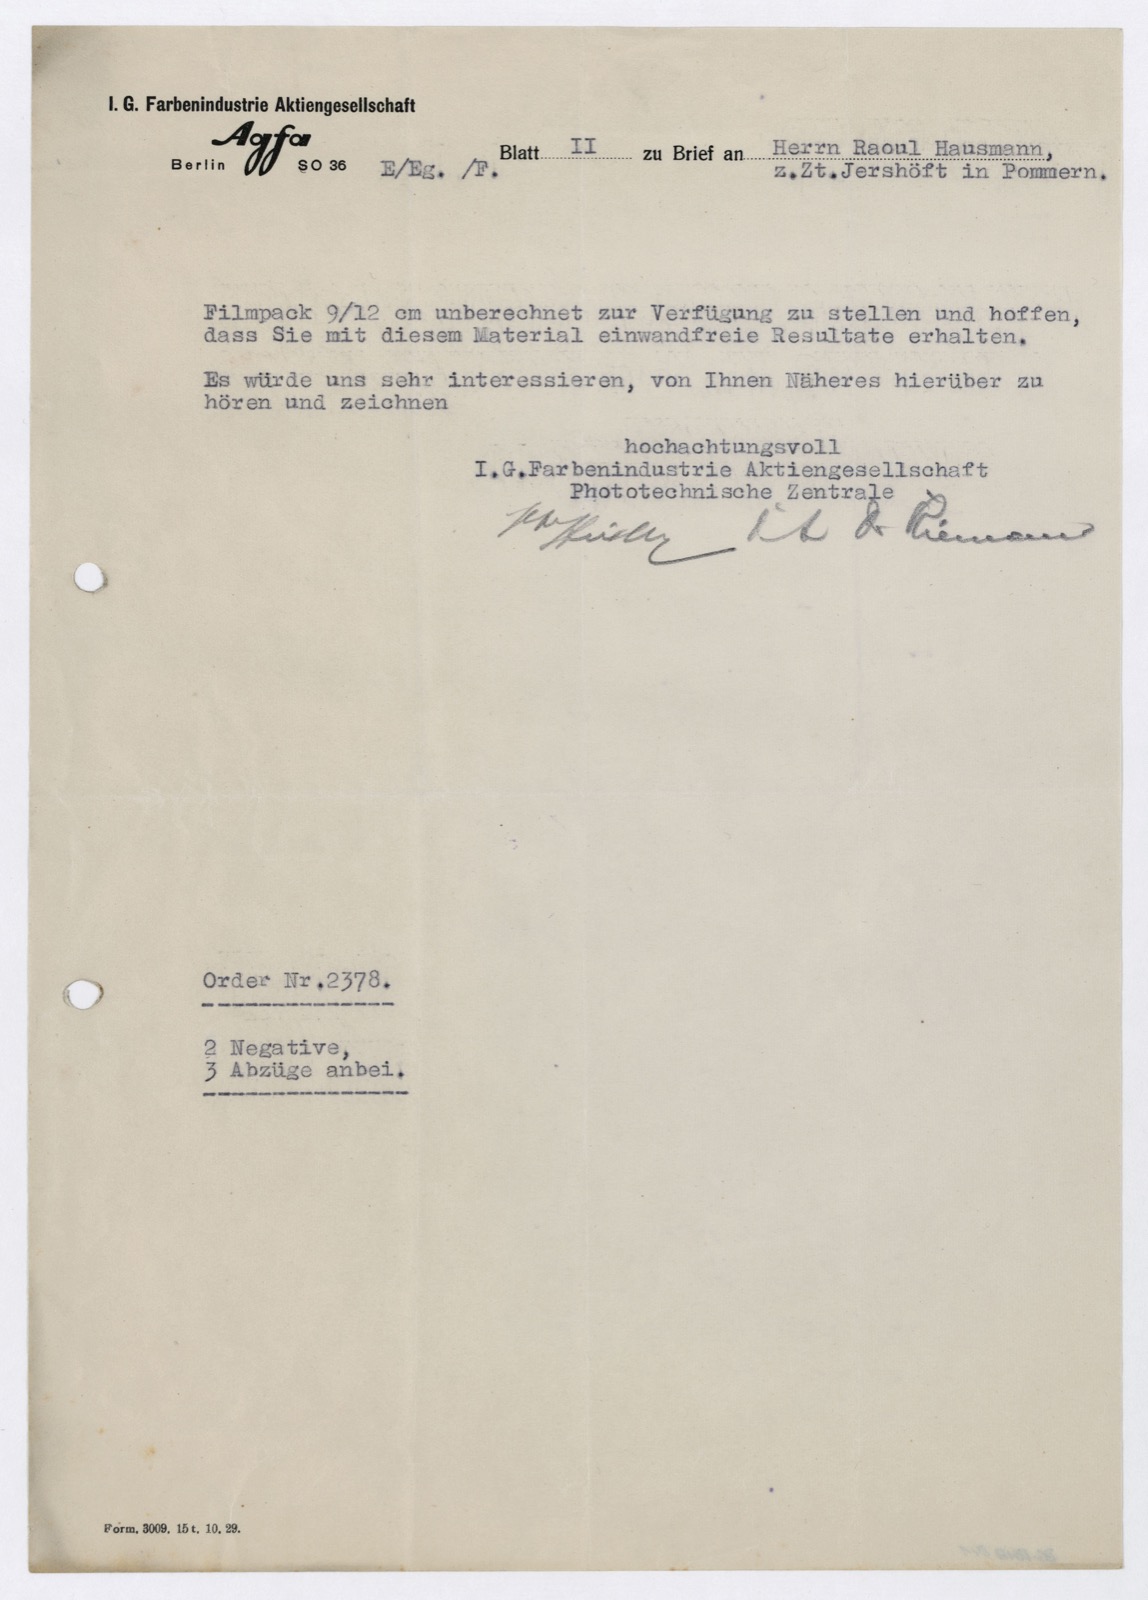 I. G. Farbenindustrie Aktiengesellschaft
Agfa
Berlin SO 36 E/Eg. /F. Blatt II zu Brief an Herrn Raoul Hausmann,
z.Zt.Jershöft in Pommern.
Filmpack 9/12 cm unberechnet zur Verfügung zu stellen und hoffen,
dass Sie mit diesem Material einwandfreie Resultate erhalten.
Es würde uns sehr interessieren, von Ihnen Näheres hierüber zu
hören und zeichnen
hochachtungsvoll
I.G.Farbenindustrie Aktiengesellschaft
Phototechnische Zentrale
Dr Riemann
Order Nr.2378.
2 Negative,
3 Abzüge anbei.
Form. 3009. 15 t. 10. 29.